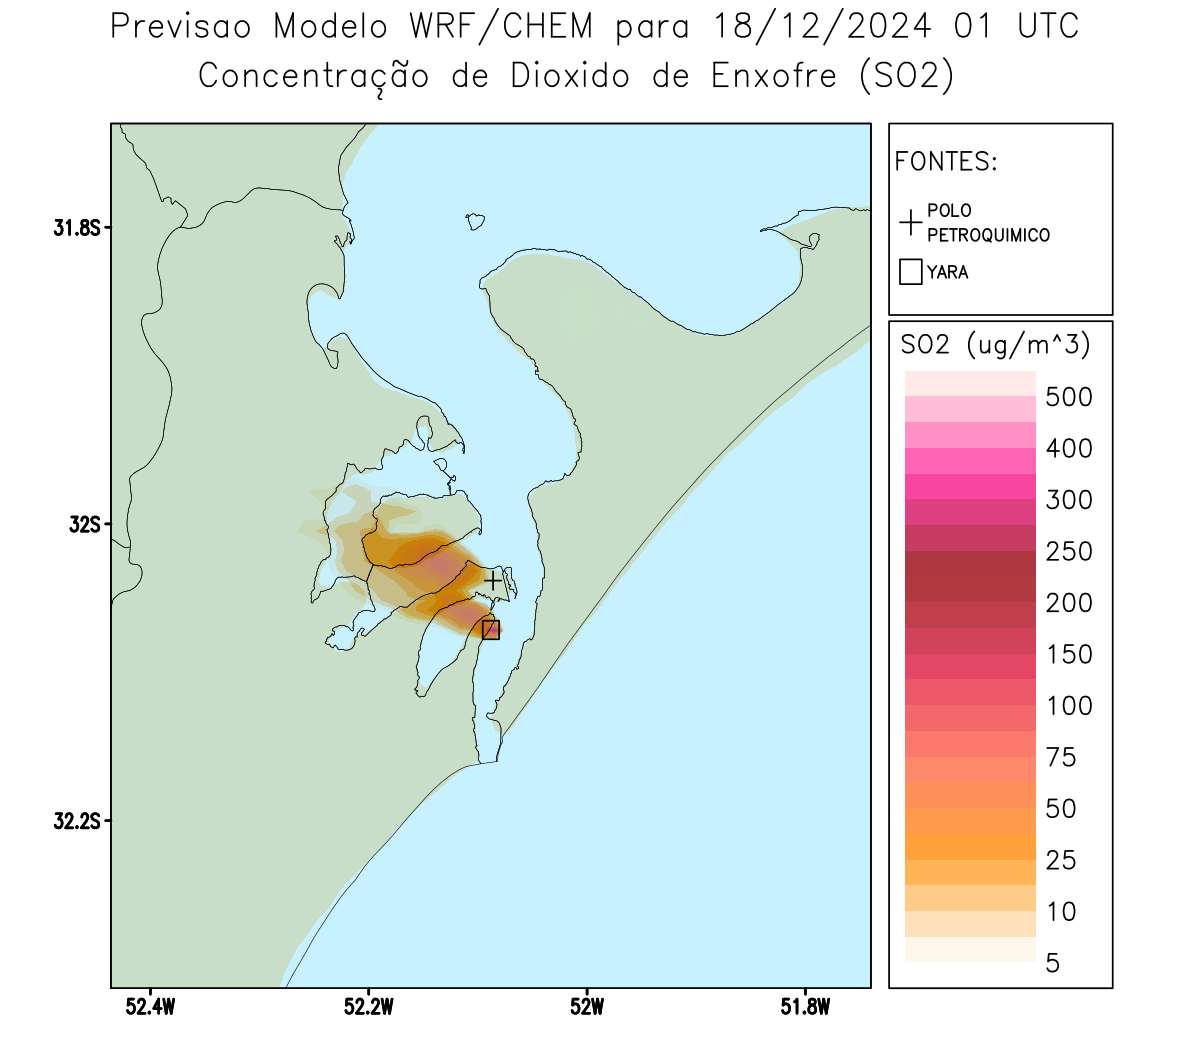 Previsao Modelo WRF/CHEM para 18/12/2024 01 UTC
Concentração de Dioxido de Enxofre (SO2)
FONTES:
POLO
PETROQUIMICO
YARA
SO2 (ug/m^3)
500
400
300
250
200
150
100
75
50
25
10
5
31.8S
32S
32.2S
52.4W
52.2W
52W
51.8W